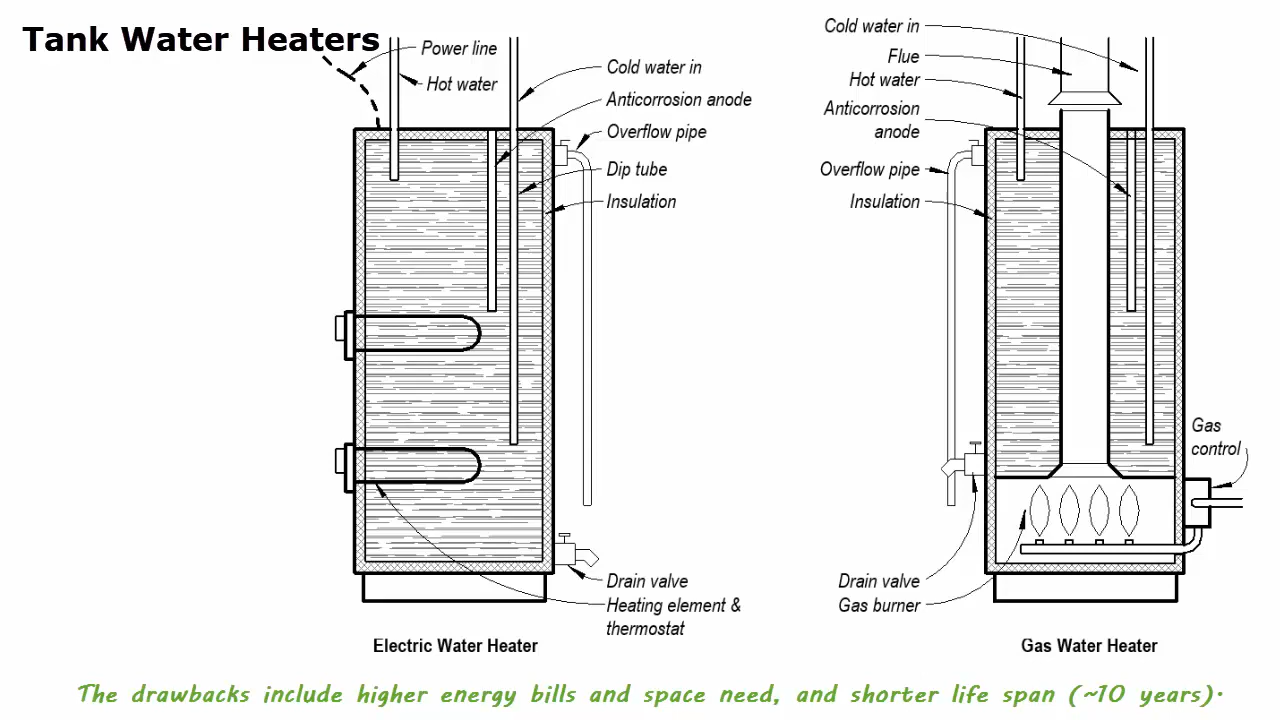 Tank Water Heaters
Power line
Hot water
Cold water in
Anticorrosion anode
Overflow pipe
Dip tube
Insulation
Drain valve
Heating element &
thermostat
Electric Water Heater
Cold water in
Flue
Hot water
Anticorrosion
anode
Overflow pipe
Insulation
Gas
control
Drain valve
Gas burner
Gas Water Heater
The drawbacks include higher energy bills and space need, and shorter life span (~10 years).